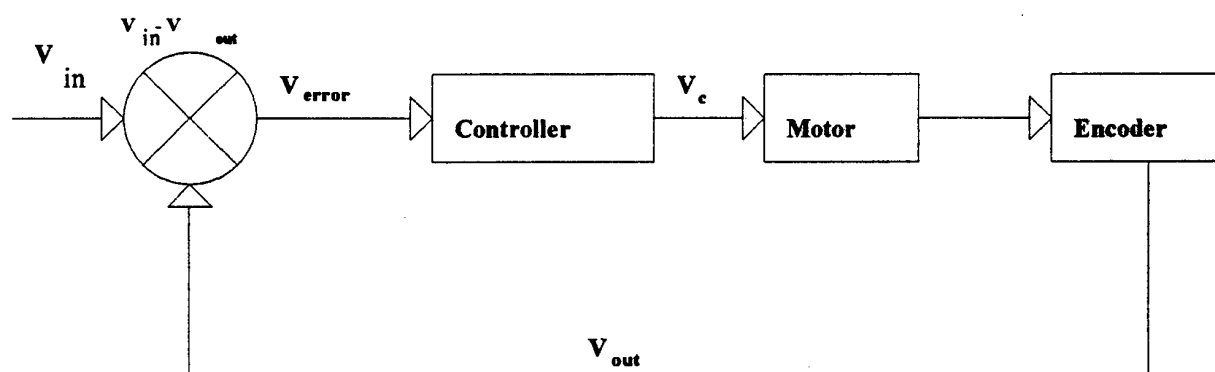 V in
V in - V out
V error
Controller
V c
Motor
Encoder
V out